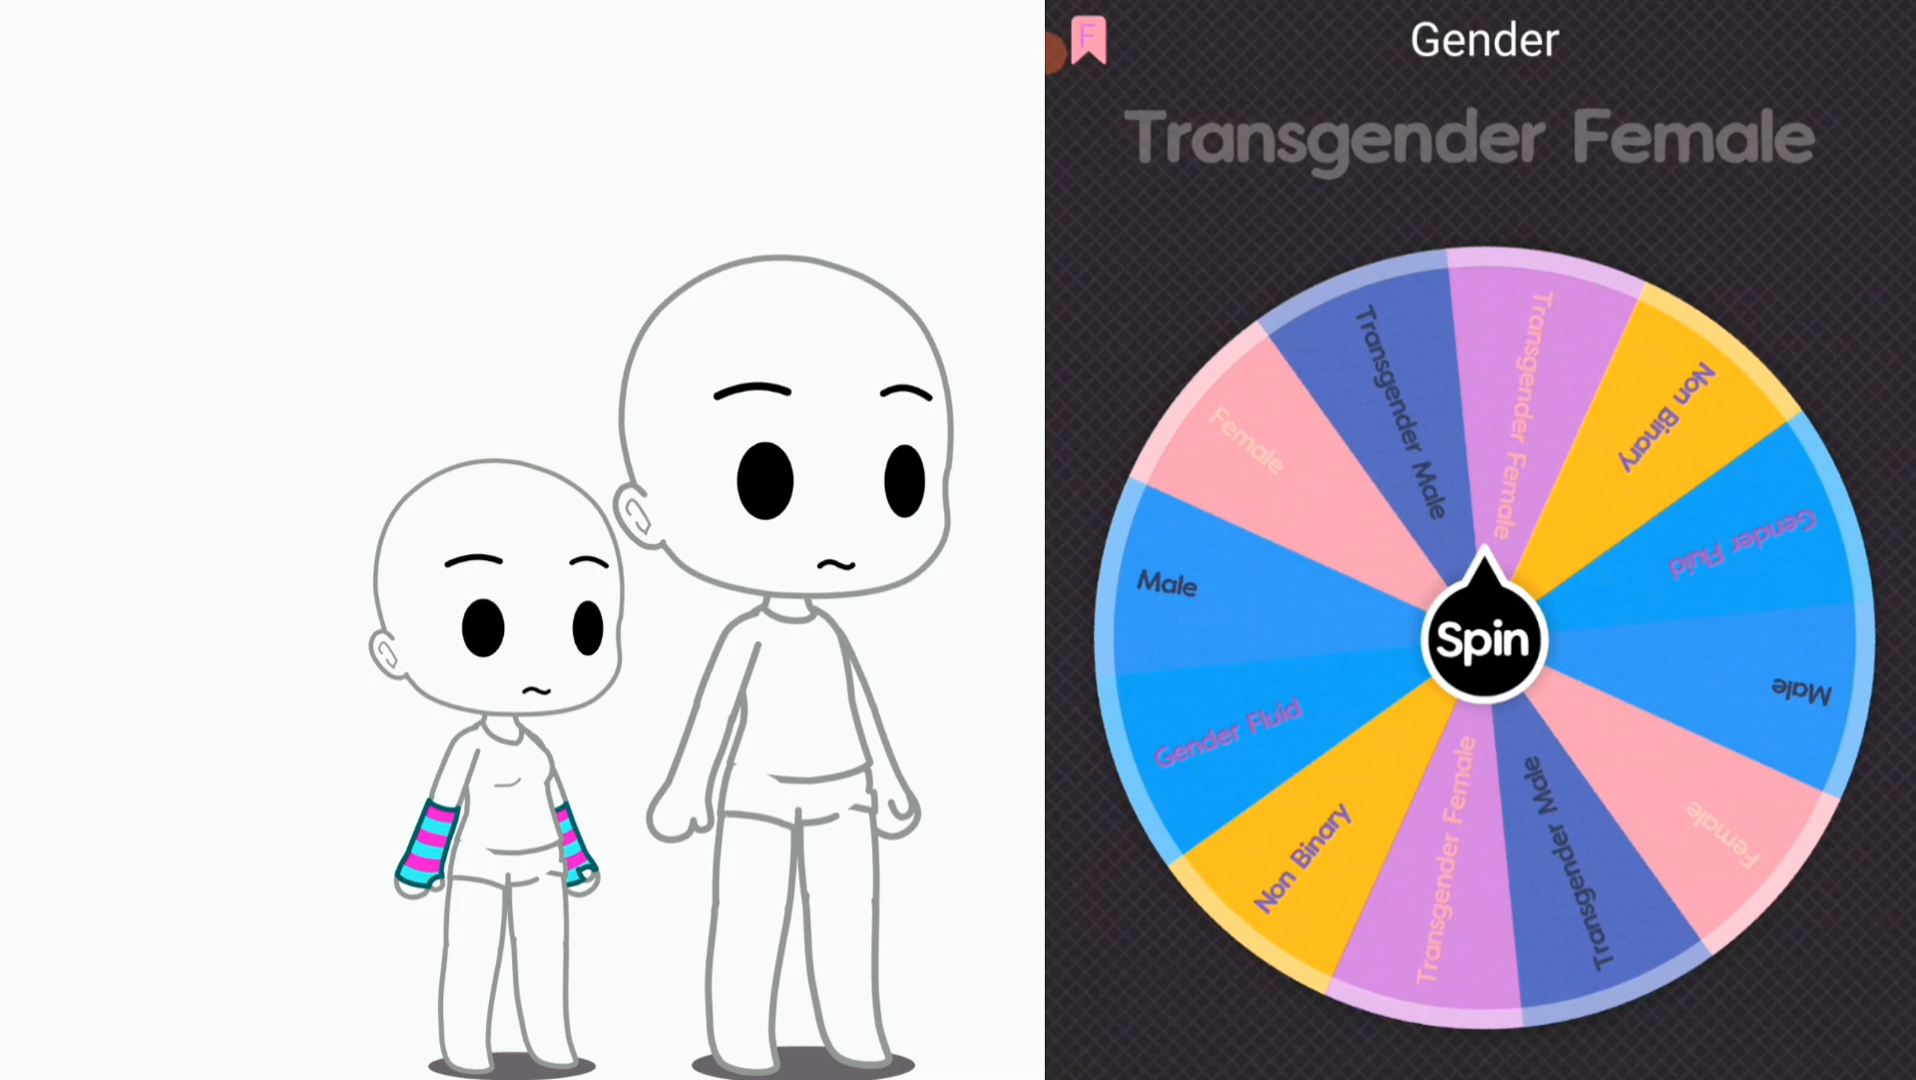 F
Gender
Transgender Female
Transgender Female
Non Binary
Gender Fluid
Male
Female
Transgender Male
Transgender Female
Non Binary
Gender Fluid
Male
Female
Transgender Male
Spin